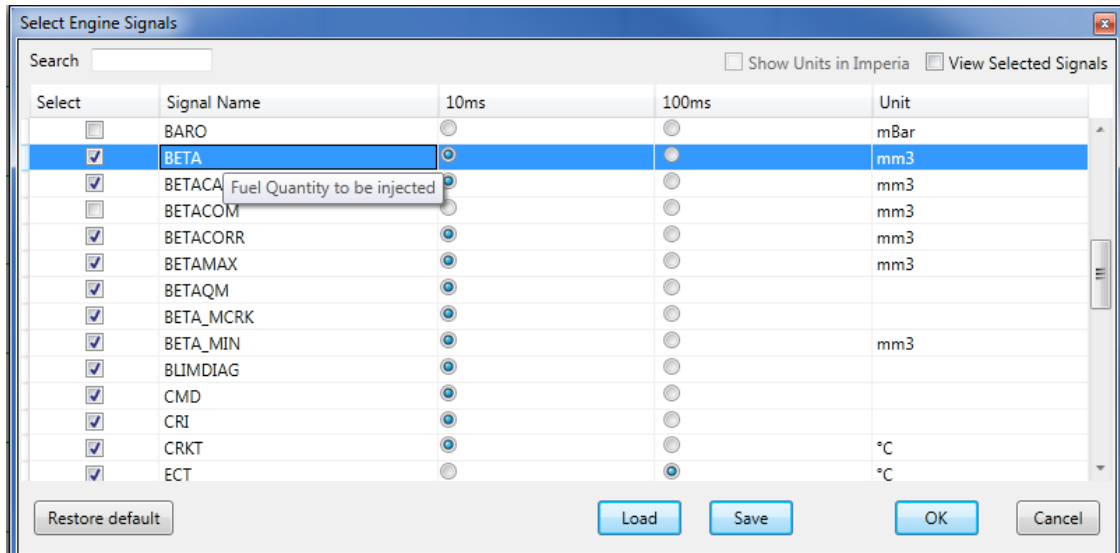 Select Engine Signals
Search Show Units in Imperia View Selected Signals
Select Signal Name 10ms 100ms Unit
BARO mBar
BETA mm3
BETACA Fuel Quantity to be injected mm3
BETACOM mm3
BETACORR mm3
BETAMAX mm3
BETAQM
BETA_MCRK
BETA_MIN mm3
BLIMDIAG
CMD
CRI
CRKT °C
ECT °C
Restore default Load Save OK Cancel